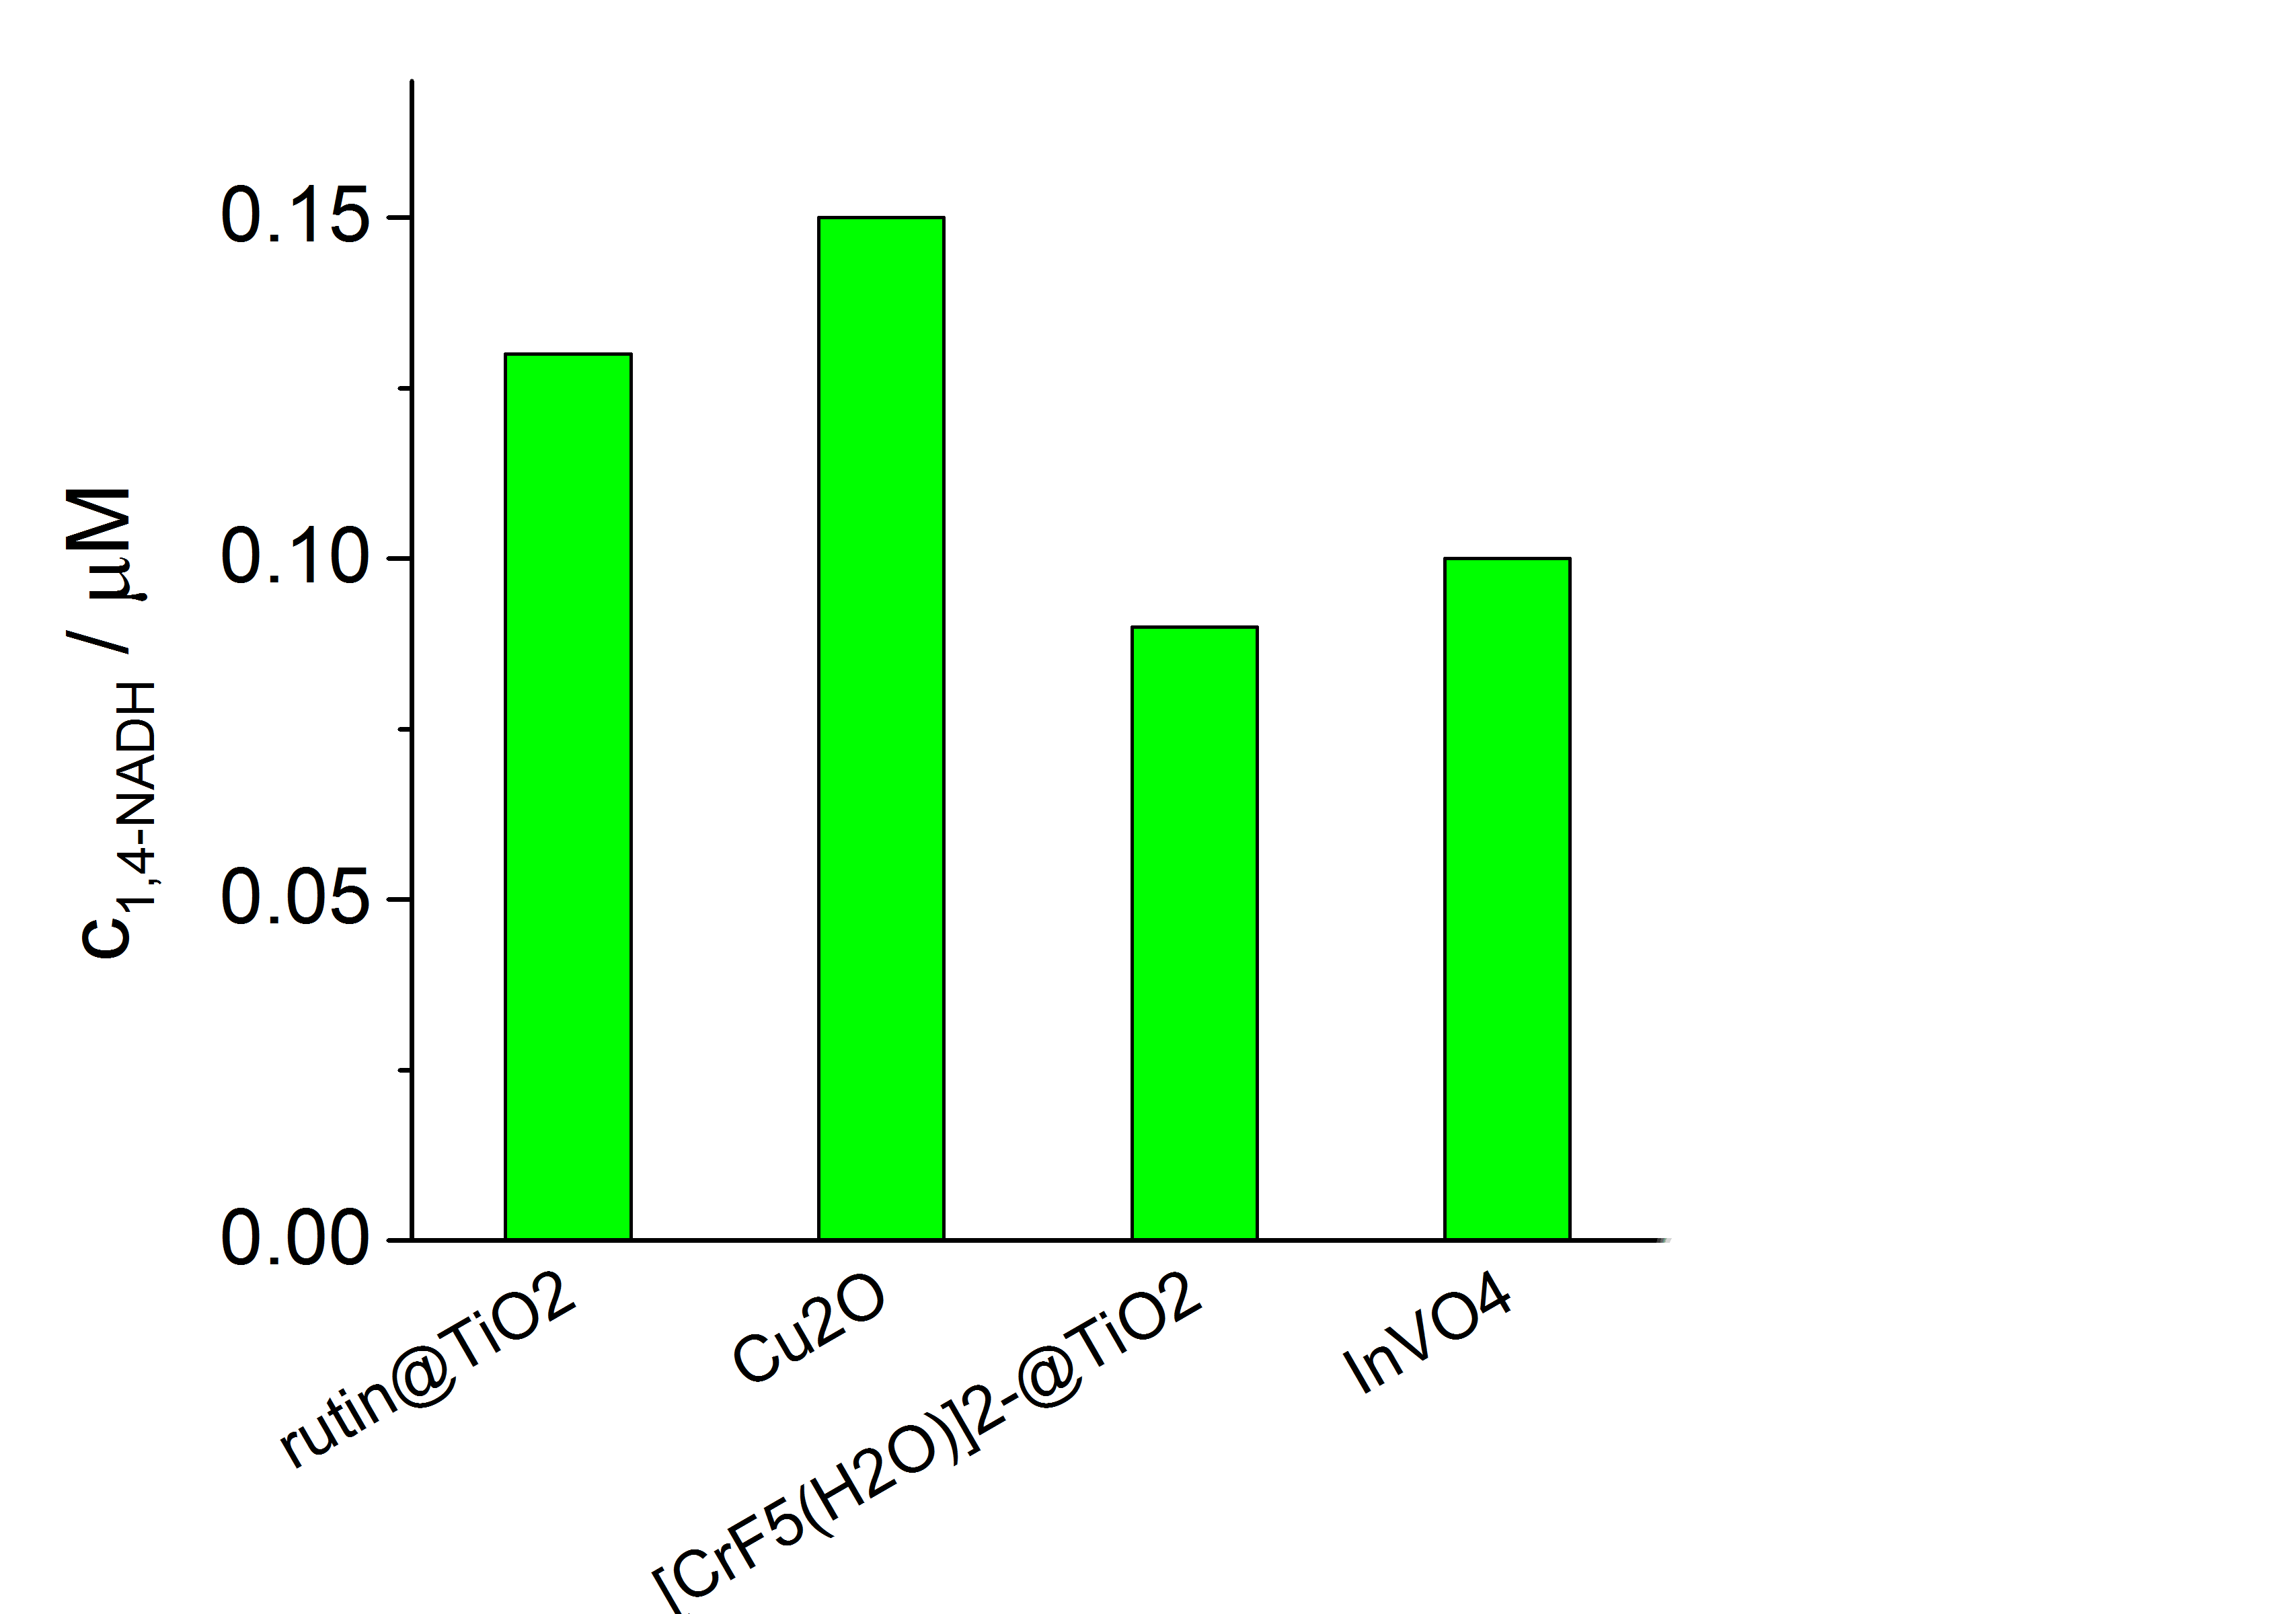 0.15
0.10
0.05
0.00
c1,4-NADH / µM
rutin@TiO2
Cu2O
[CrF5(H2O)]2-@TiO2
InVO4